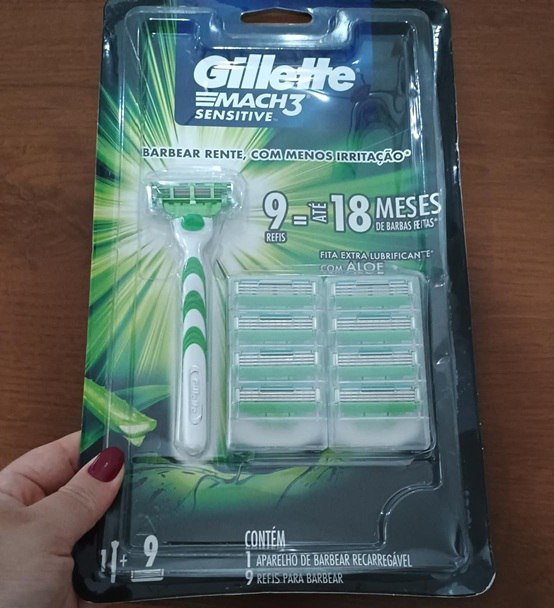 Gillette
MACH3
SENSITIVE
BARBEAR RENTE, COM MENOS IRRITAÇÃO*
9 = ATÉ 18 MESES
REFIS
DE BARBAS FEITAS*
FITA EXTRA LUBRIFICANTE*
COM ALOE
Gillette
CONTÉM
1 + 9
1 APARELHO DE BARBEAR RECARREGÁVEL
9 REFIS PARA BARBEAR